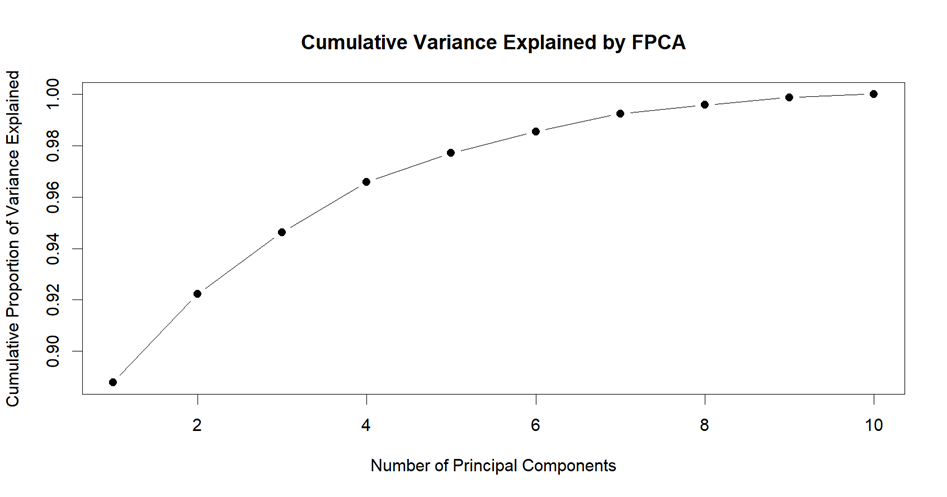 Cumulative Variance Explained by FPCA
Cumulative Proportion of Variance Explained
1.00
0.98
0.96
0.94
0.92
0.90
2 4 6 8 10
Number of Principal Components